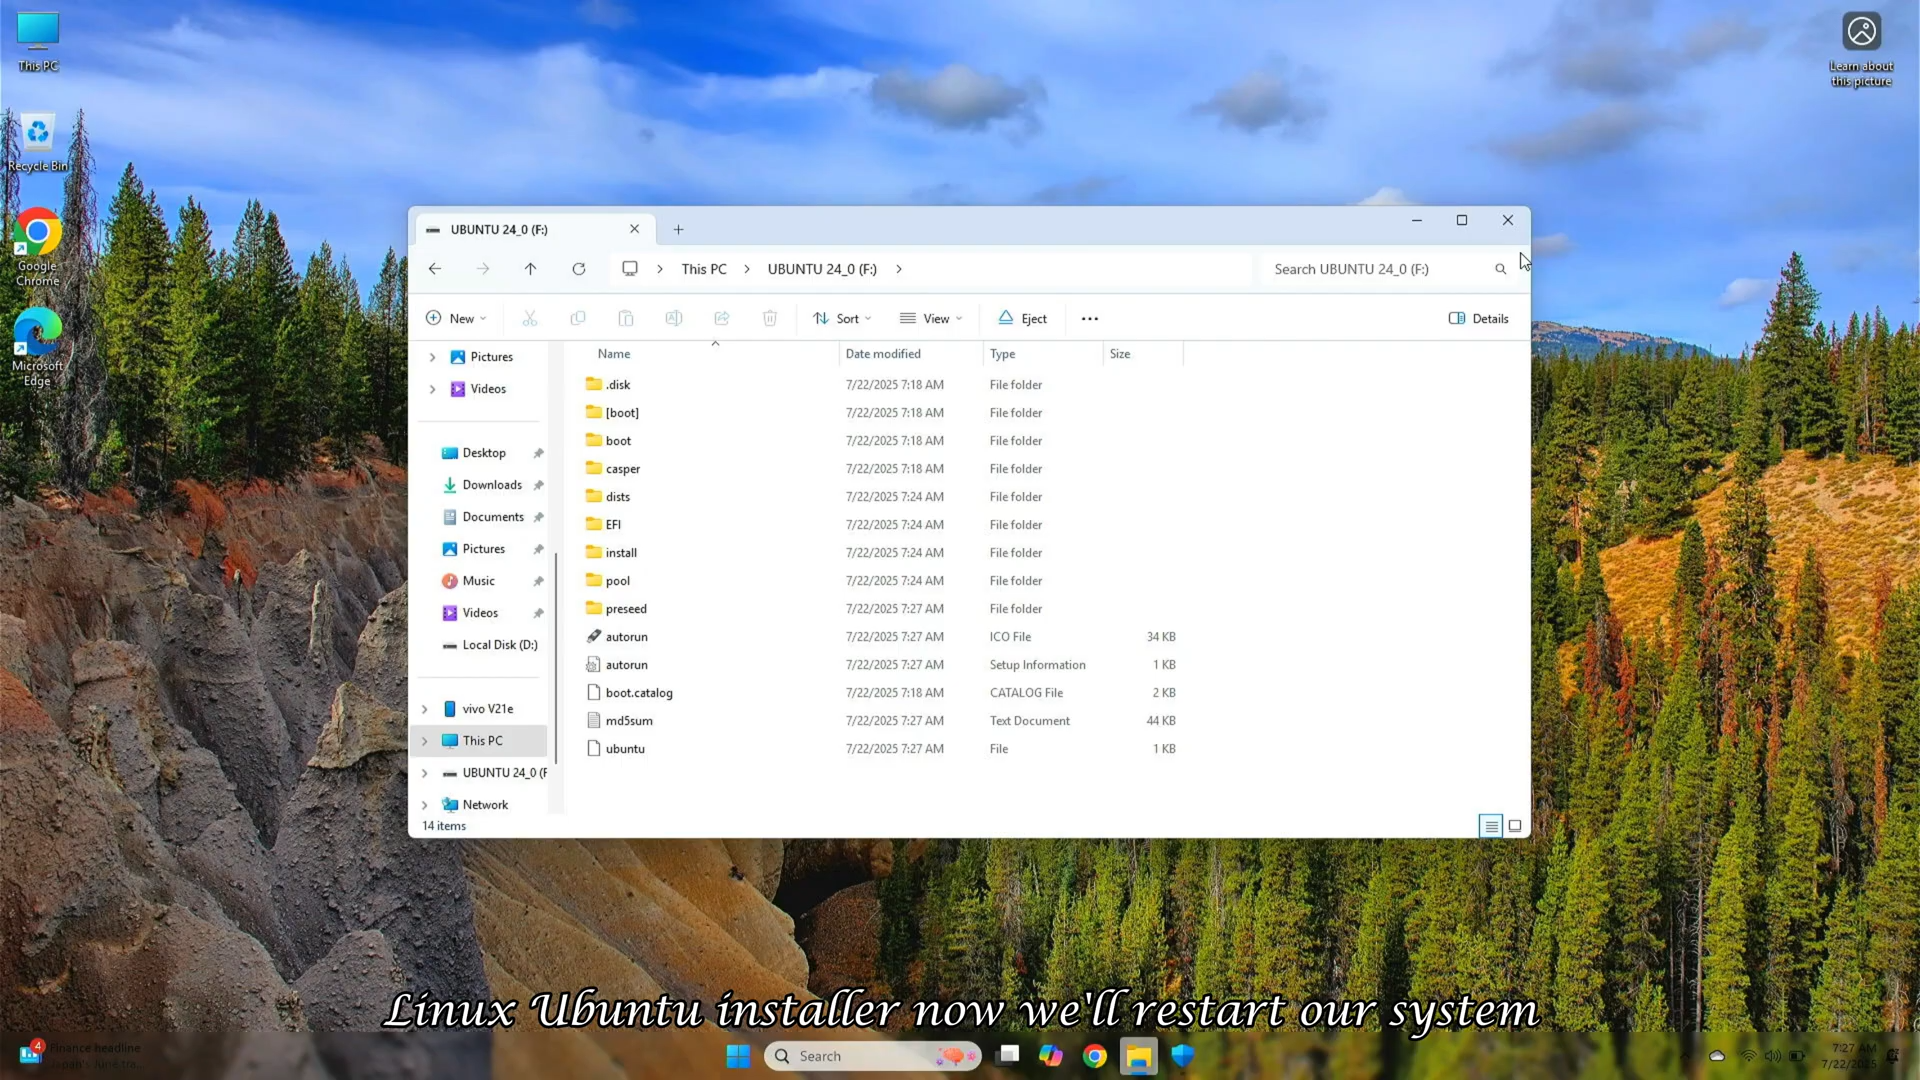 This PC
Recycle Bin
Google
Chrome
Microsoft
Edge
Learn about
this picture
UBUNTU 24_0 (F:)
This PC
UBUNTU 24_0 (F:)
Search UBUNTU 24_0 (F:)
New
Sort
View
Eject
Details
Pictures
Videos
Desktop
Downloads
Documents
Pictures
Music
Videos
Local Disk (D:)
vivo V21e
This PC
UBUNTU 24_0 (F
Network
Name Date modified Type Size
.disk 7/22/2025 7:18 AM File folder
[boot] 7/22/2025 7:18 AM File folder
boot 7/22/2025 7:18 AM File folder
casper 7/22/2025 7:18 AM File folder
dists 7/22/2025 7:24 AM File folder
EFI 7/22/2025 7:24 AM File folder
install 7/22/2025 7:24 AM File folder
pool 7/22/2025 7:24 AM File folder
preseed 7/22/2025 7:27 AM File folder
autorun 7/22/2025 7:27 AM ICO File 34 KB
autorun 7/22/2025 7:27 AM Setup Information 1 KB
boot.catalog 7/22/2025 7:18 AM CATALOG File 2 KB
md5sum 7/22/2025 7:27 AM Text Document 44 KB
ubuntu 7/22/2025 7:27 AM File 1 KB
14 items
Linux Ubuntu installer now we'll restart our system
4
Finance headline
Japan's June tra...
Search
7:27 AM
7/22/2025